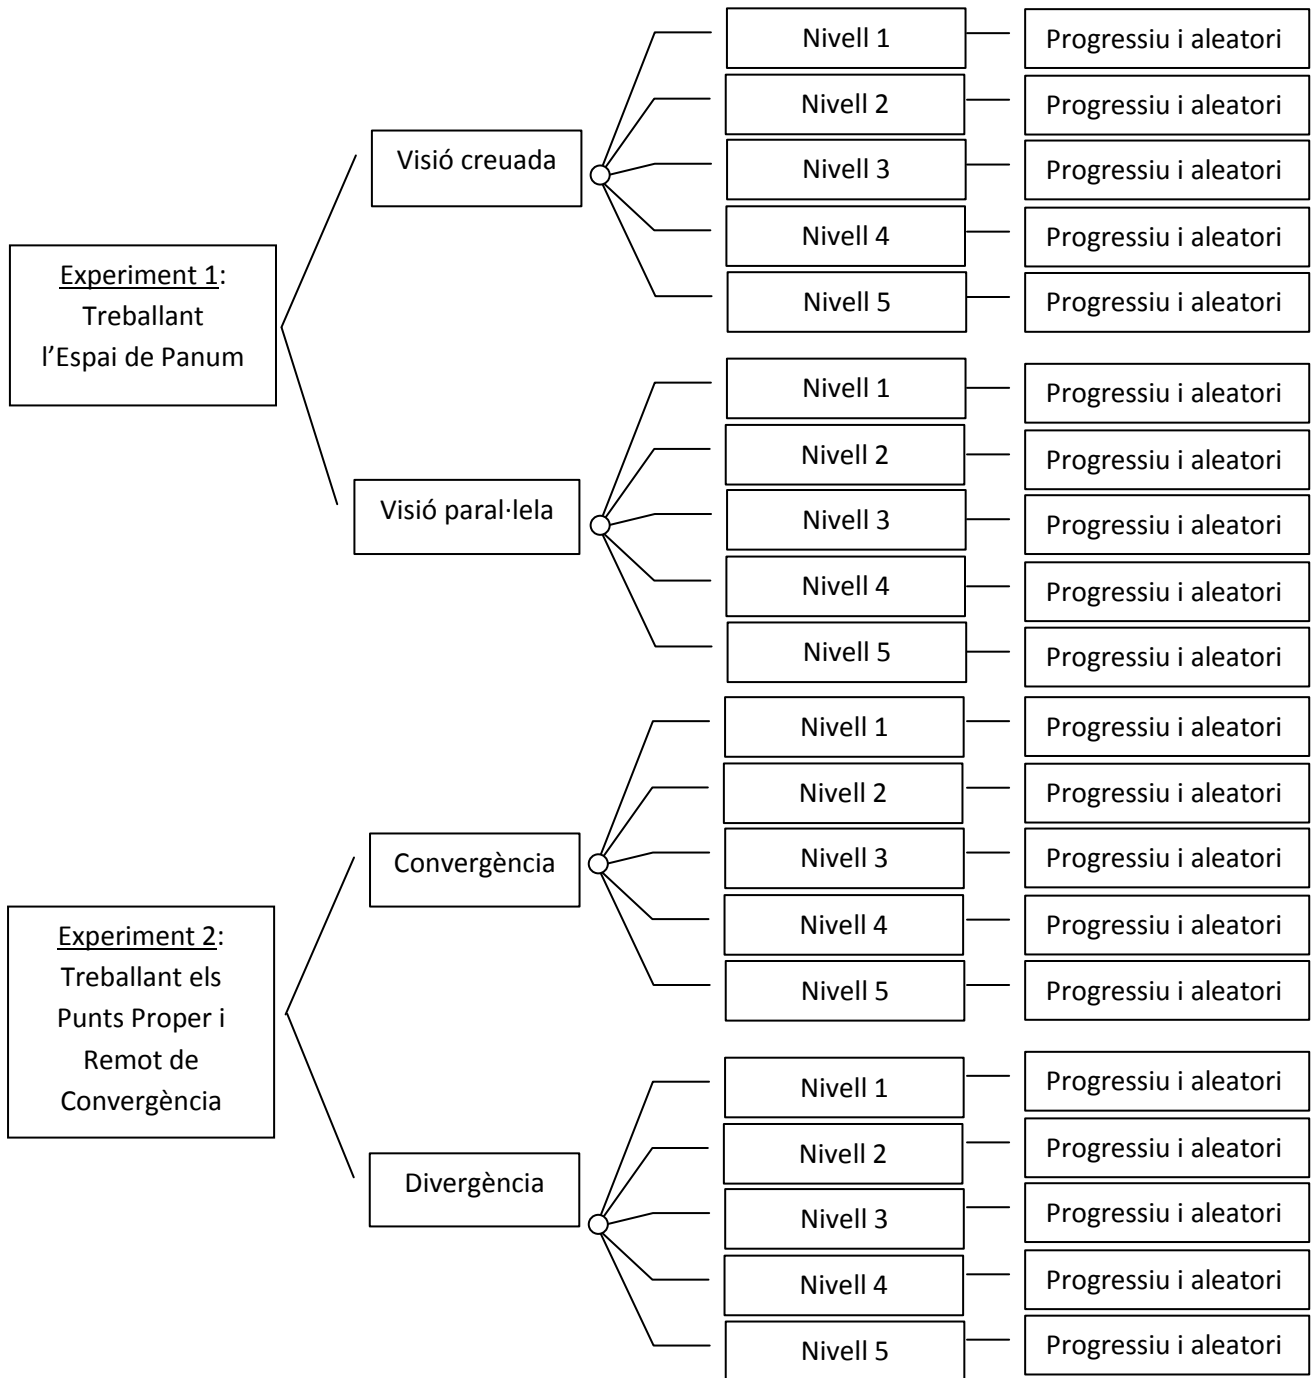 Nivell 1
Progressiu i aleatori
Nivell 2
Progressiu i aleatori
Visió creuada
Nivell 3
Progressiu i aleatori
Nivell 4
Progressiu i aleatori
Nivell 5
Progressiu i aleatori
Experiment 1:
Treballant
l’Espai de Panum
Nivell 1
Progressiu i aleatori
Nivell 2
Progressiu i aleatori
Visió paral·lela
Nivell 3
Progressiu i aleatori
Nivell 4
Progressiu i aleatori
Nivell 5
Progressiu i aleatori
Nivell 1
Progressiu i aleatori
Nivell 2
Progressiu i aleatori
Convergència
Nivell 3
Progressiu i aleatori
Nivell 4
Progressiu i aleatori
Nivell 5
Progressiu i aleatori
Experiment 2:
Treballant els
Punts Proper i
Remot de
Convergència
Nivell 1
Progressiu i aleatori
Nivell 2
Progressiu i aleatori
Divergència
Nivell 3
Progressiu i aleatori
Nivell 4
Progressiu i aleatori
Nivell 5
Progressiu i aleatori